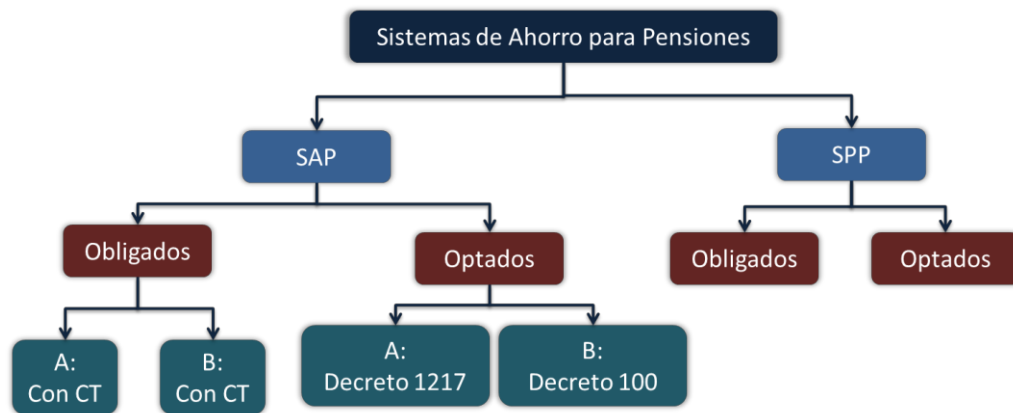 Sistemas de Ahorro para Pensiones
SAP
SPP
Obligados
Optados
Obligados
Optados
A:
Con CT
B:
Con CT
A:
Decreto 1217
B:
Decreto 100